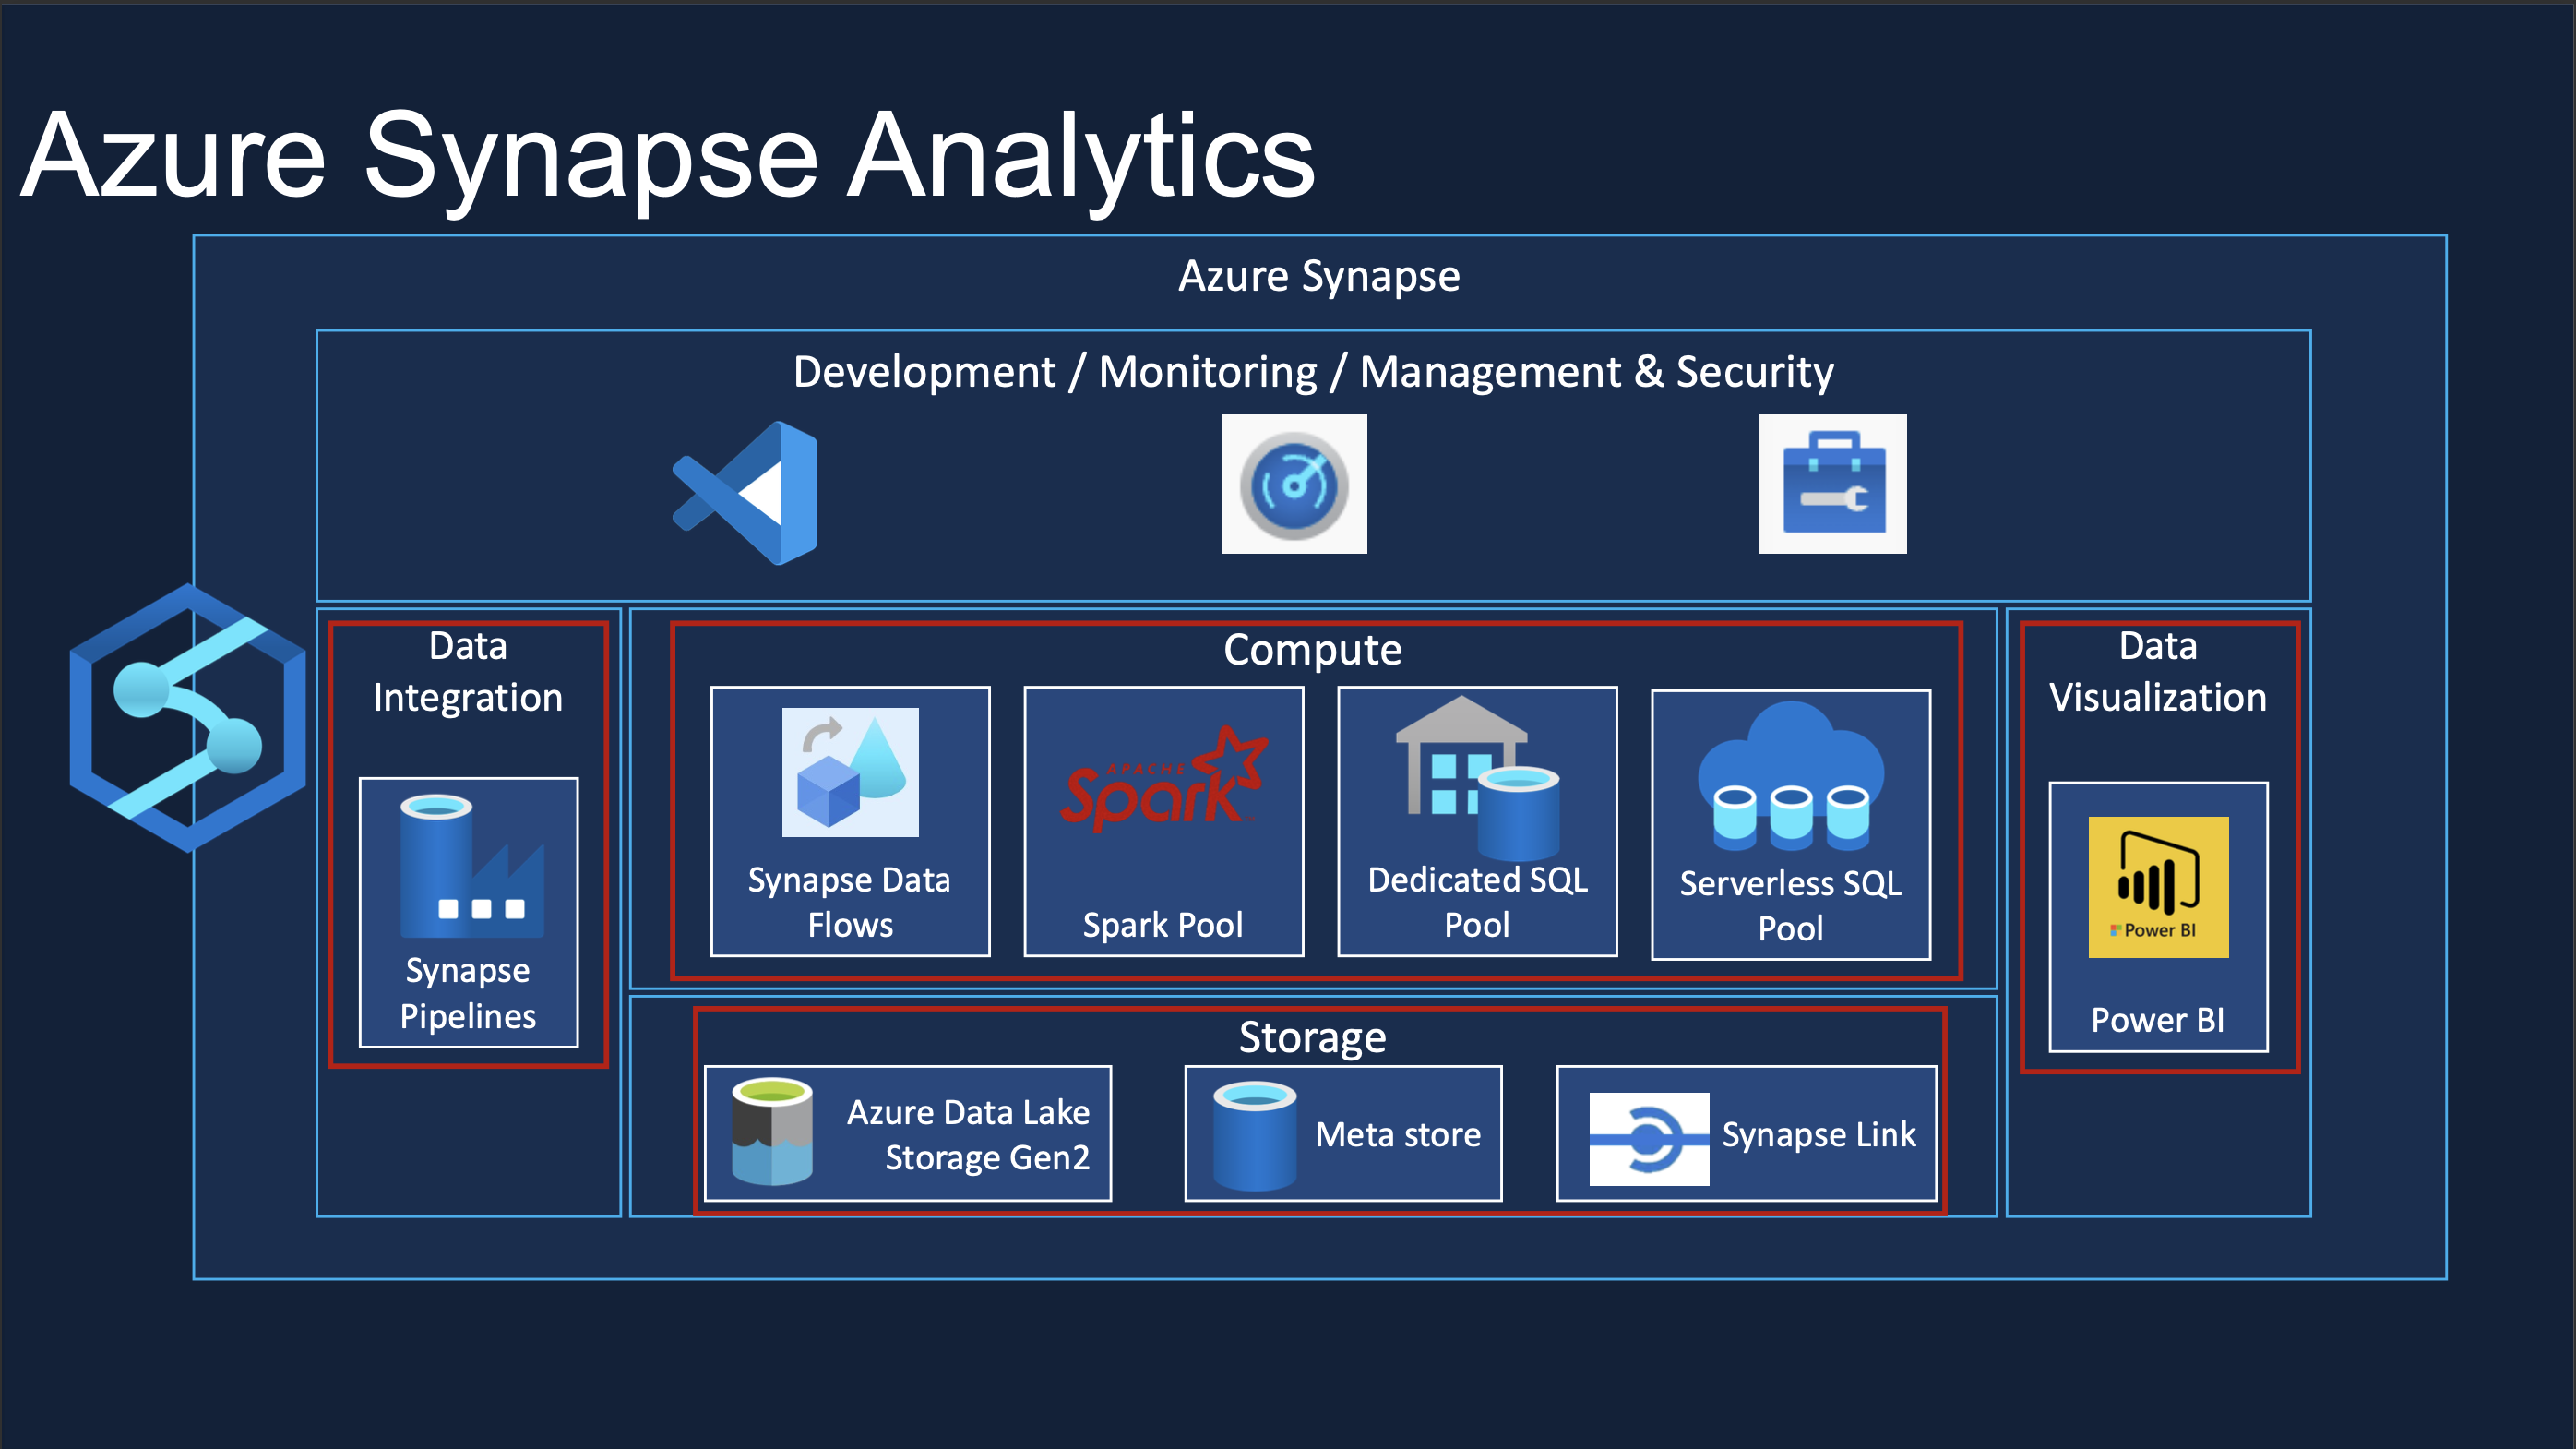 Azure Synapse Analytics
Azure Synapse
Development / Monitoring / Management & Security
Data
Integration
Synapse
Pipelines
Compute
Synapse Data
Flows
APACHE
Spark
Spark Pool
Dedicated SQL
Pool
Serverless SQL
Pool
Storage
Azure Data Lake
Storage Gen2
Meta store
Synapse Link
Data
Visualization
Power BI
Power BI